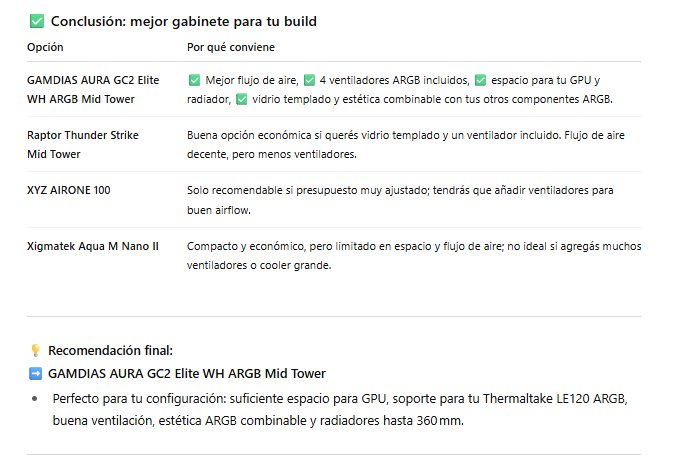 ✅ Conclusión: mejor gabinete para tu build
Opción Por qué conviene
GAMDIAS AURA GC2 Elite WH ARGB Mid Tower
✅ Mejor flujo de aire, ✅ 4 ventiladores ARGB incluidos, ✅ espacio para tu GPU y
radiador, ✅ vidrio templado y estética combinable con tus otros componentes ARGB.
Raptor Thunder Strike
Mid Tower
Buena opción económica si querés vidrio templado y un ventilador incluido. Flujo de aire
decente, pero menos ventiladores.
XYZ AIRONE 100
Solo recomendable si presupuesto muy ajustado; tendrás que añadir ventiladores para
buen airflow.
Xigmatek Aqua M Nano II
Compacto y económico, pero limitado en espacio y flujo de aire; no ideal si agregás muchos
ventiladores o cooler grande.
💡 Recomendación final:
➡️ GAMDIAS AURA GC2 Elite WH ARGB Mid Tower
• Perfecto para tu configuración: suficiente espacio para GPU, soporte para tu Thermaltake LE120 ARGB,
buena ventilación, estética ARGB combinable y radiadores hasta 360 mm.